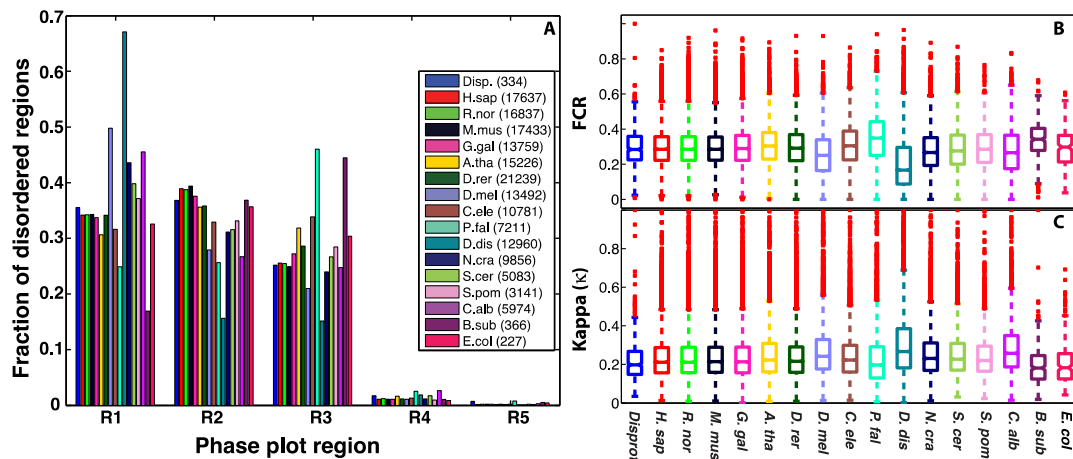 A
0.7
0.6
0.5
0.4
0.3
0.2
0.1
0
Fraction of disordered regions
Disp. (334)
H.sap (17637)
R.nor (16837)
M.mus (17433)
G.gal (13759)
A.tha (15226)
D.rer (21239)
D.mel (13492)
C.ele (10781)
P.fal (7211)
D.dis (12960)
N.cra (9856)
S.cer (5083)
S.pom (3141)
C.alb (5974)
B.sub (366)
E.col (227)
R1 R2 R3 R4 R5
Phase plot region
B
1.0
0.8
0.6
0.4
0.2
0
FCR
C
1.0
0.8
0.6
0.4
0.2
0
Kappa (κ)
Disprot H. sap R. nor M. mus G. gal A. tha D. rer D. mel C. ele P. fal D. dis N. cra S. cer S. pom C. alb B. sub E. col